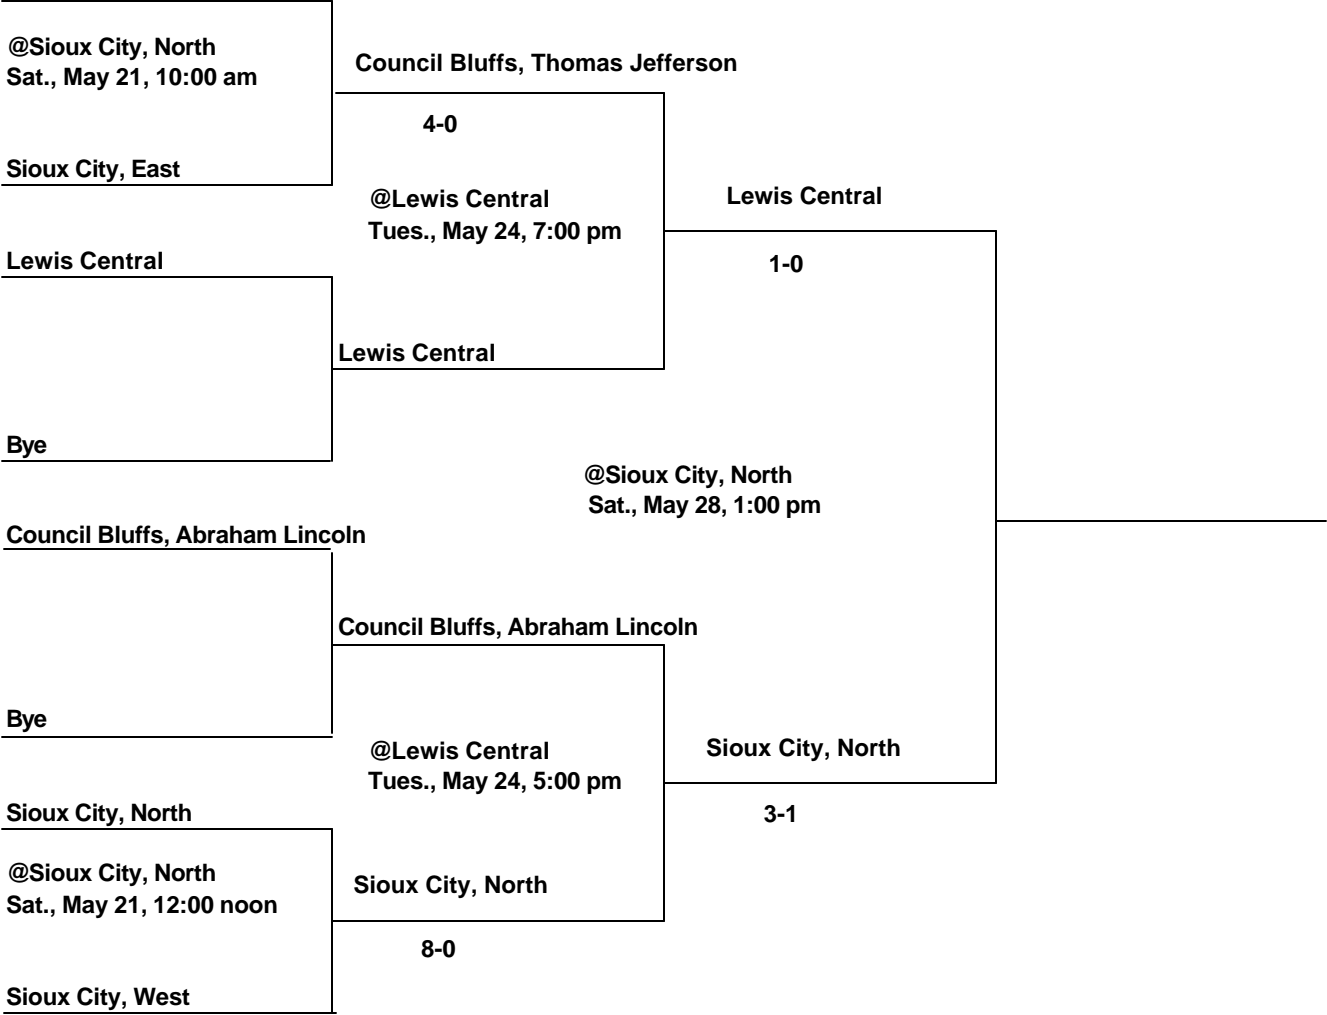 @Sioux City, North
Sat., May 21, 10:00 am
Council Bluffs, Thomas Jefferson
4-0
Sioux City, East
@Lewis Central
Tues., May 24, 7:00 pm
Lewis Central
1-0
Lewis Central
Lewis Central
Bye
@Sioux City, North
Sat., May 28, 1:00 pm
Council Bluffs, Abraham Lincoln
Council Bluffs, Abraham Lincoln
Bye
@Lewis Central
Tues., May 24, 5:00 pm
Sioux City, North
3-1
Sioux City, North
@Sioux City, North
Sat., May 21, 12:00 noon
Sioux City, North
8-0
Sioux City, West